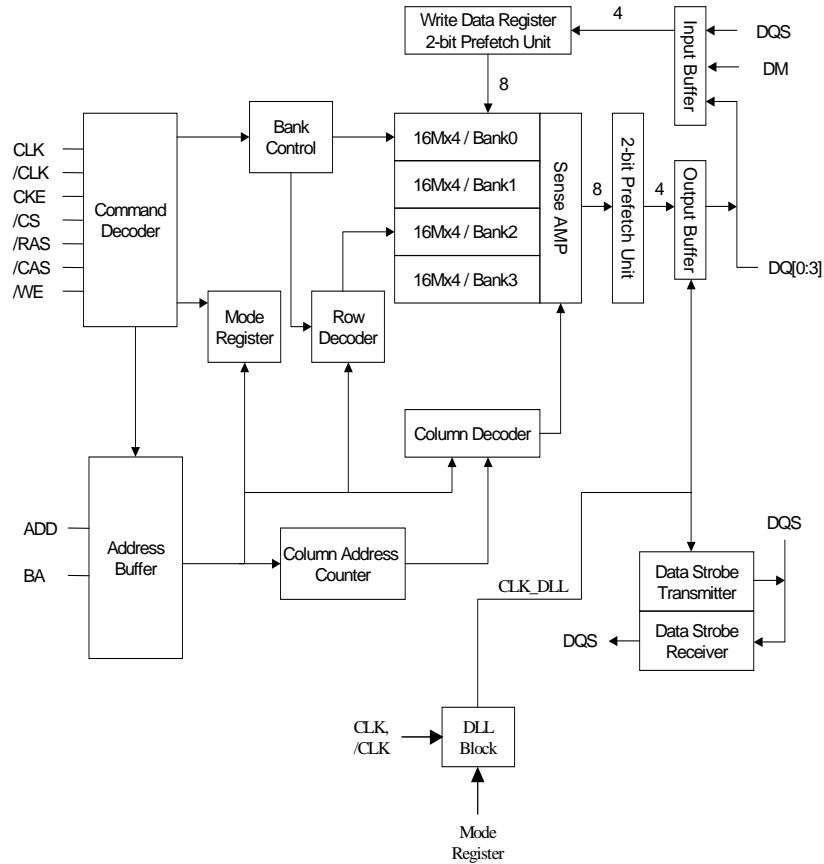 Write Data Register
2-bit Prefetch Unit
4
Input Buffer
DQS
DM
8
Bank
Control
16Mx4 / Bank0
16Mx4 / Bank1
16Mx4 / Bank2
16Mx4 / Bank3
Sense AMP
8
2-bit Prefetch Unit
4
Output Buffer
DQ[0:3]
CLK
/CLK
CKE
/CS
/RAS
/CAS
/WE
Command
Decoder
Mode
Register
Row
Decoder
Column Decoder
ADD
BA
Address
Buffer
Column Address
Counter
CLK_DLL
DQS
Data Strobe
Transmitter
Data Strobe
Receiver
DQS
CLK,
/CLK
DLL
Block
Mode
Register